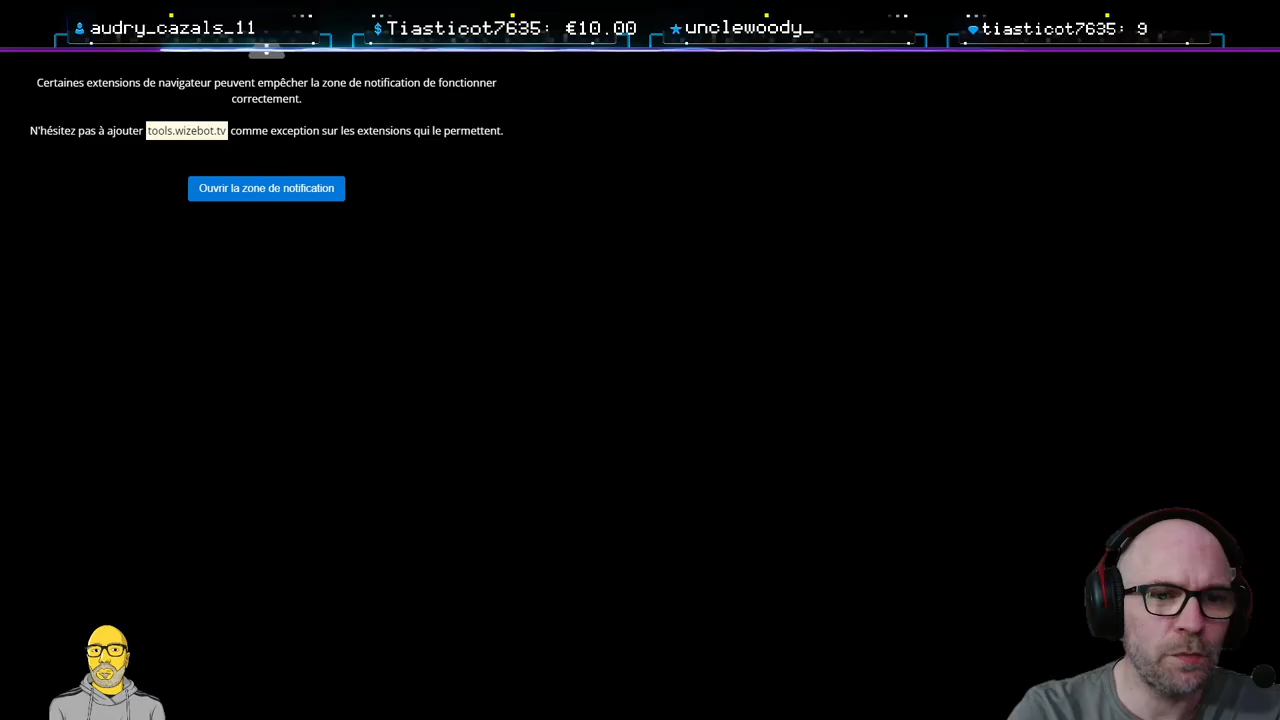 audry_cazals_11
Tiasticot7635: €10.00
unclewoody_
tiasticot7635: 9
Certaines extensions de navigateur peuvent empêcher la zone de notification de fonctionner
correctement.
N'hésitez pas à ajouter tools.wizebot.tv comme exception sur les extensions qui le permettent.
Ouvrir la zone de notification